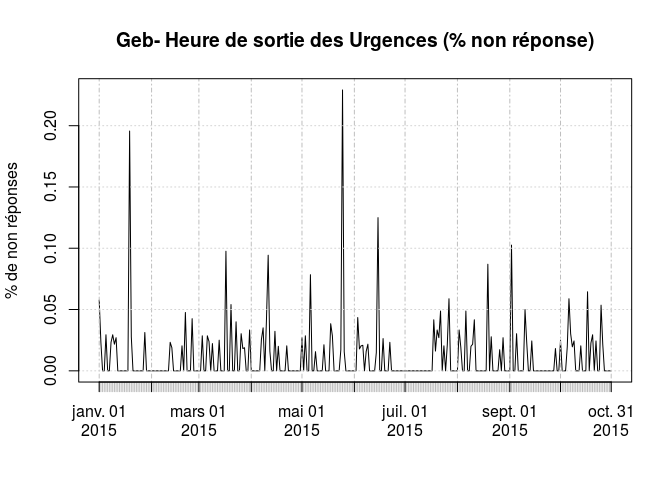 Geb- Heure de sortie des Urgences (% non réponse)
% de non réponses
0.20
0.15
0.10
0.05
0.00
janv. 01 mars 01 mai 01 juil. 01 sept. 01 oct. 31
2015 2015 2015 2015 2015 2015